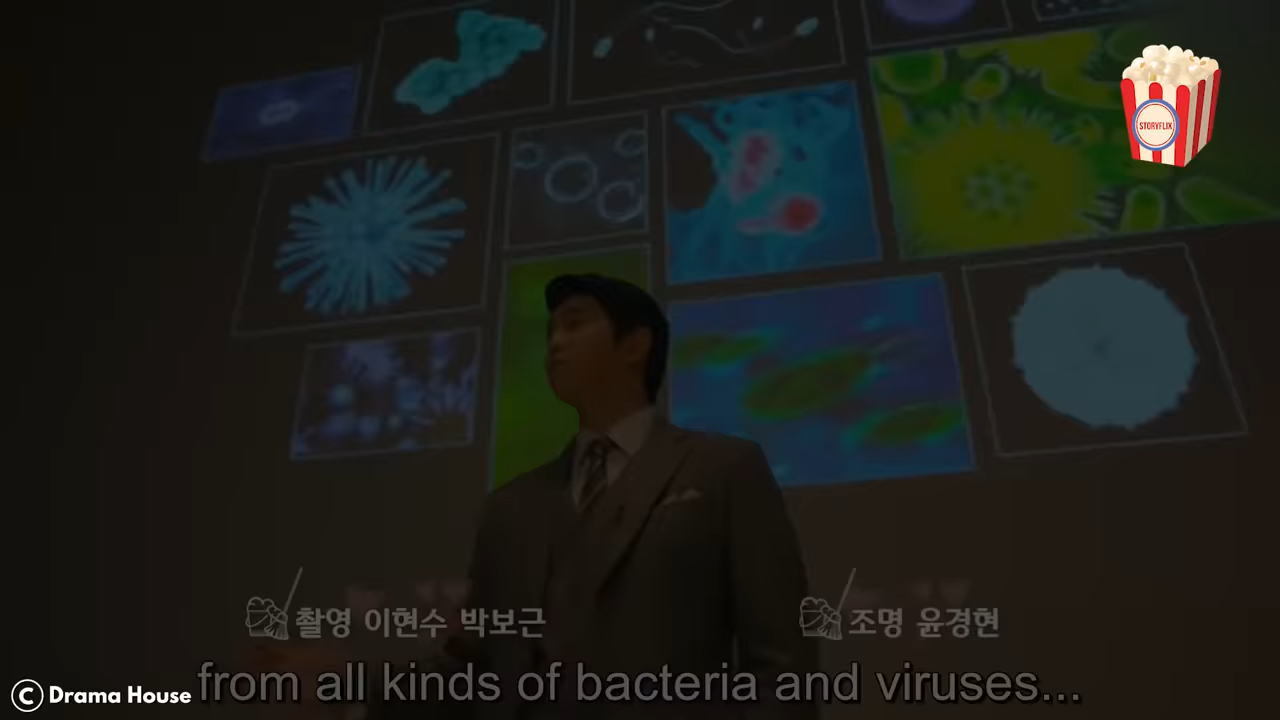 STORYFLIX
촬영 이현수 박보근
조명 윤경현
from all kinds of bacteria and viruses...
© Drama House